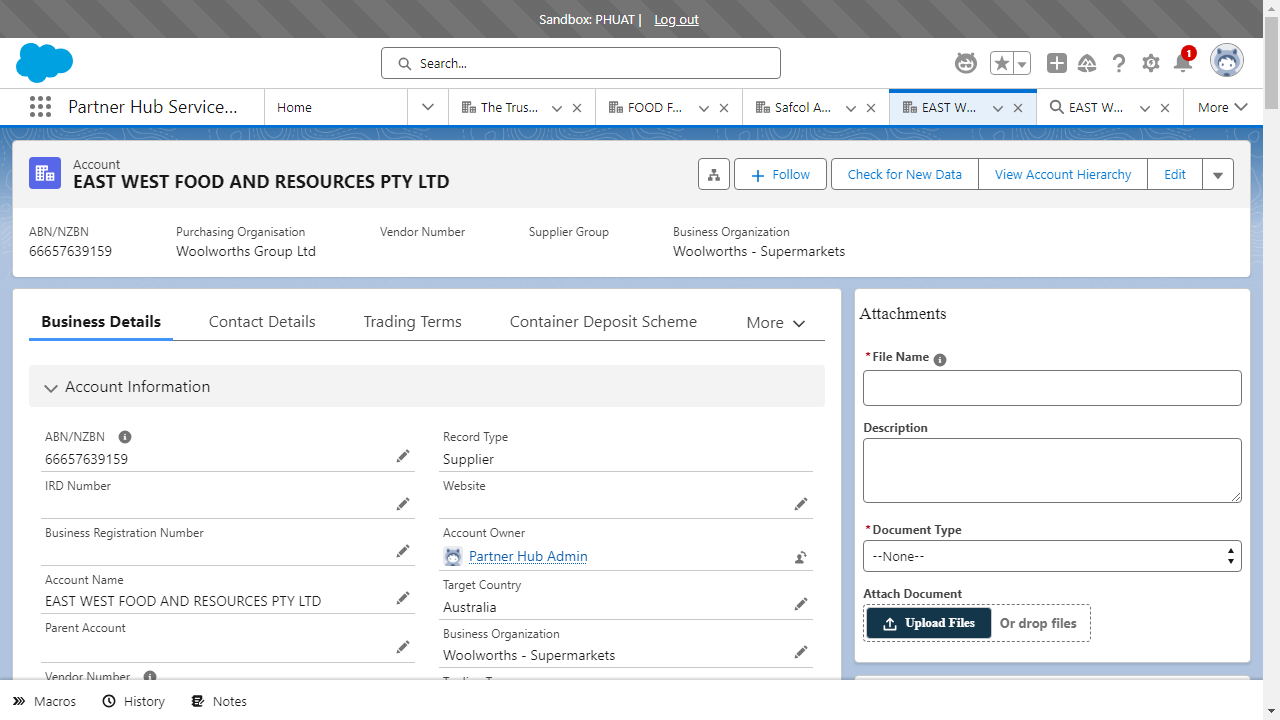 Sandbox: PHUAT | Log out
Search...
1
Partner Hub Service...
Home
The Trus...
FOOD F...
Safcol A...
EAST W...
EAST W...
More
Account
EAST WEST FOOD AND RESOURCES PTY LTD
Follow
Check for New Data
View Account Hierarchy
Edit
ABN/NZBN
66657639159
Purchasing Organisation
Woolworths Group Ltd
Vendor Number
Supplier Group
Business Organization
Woolworths - Supermarkets
Business Details
Contact Details
Trading Terms
Container Deposit Scheme
More
Account Information
ABN/NZBN
66657639159
IRD Number
Business Registration Number
Account Name
EAST WEST FOOD AND RESOURCES PTY LTD
Parent Account
Vendor Number
Record Type
Supplier
Website
Account Owner
Partner Hub Admin
Target Country
Australia
Business Organization
Woolworths - Supermarkets
Attachments
*File Name
Description
*Document Type
--None--
Attach Document
Upload Files
Or drop files
Macros
History
Notes